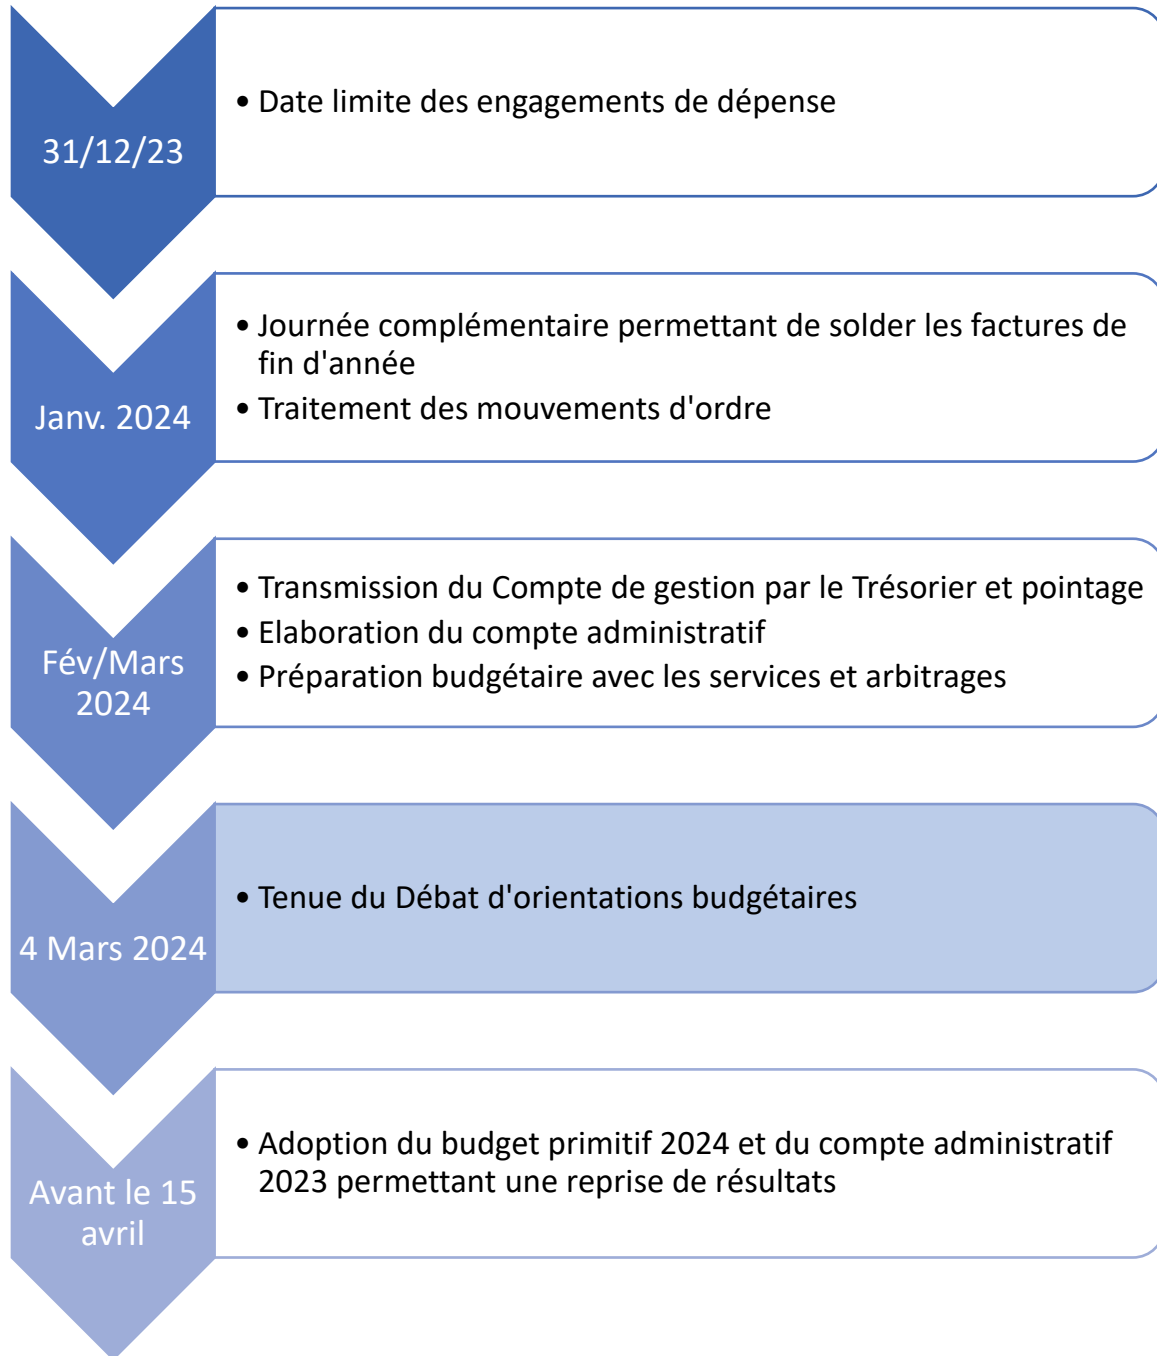 31/12/23
• Date limite des engagements de dépense
Janv. 2024
• Journée complémentaire permettant de solder les factures de
fin d'année
• Traitement des mouvements d'ordre
Fév/Mars
2024
• Transmission du Compte de gestion par le Trésorier et pointage
• Elaboration du compte administratif
• Préparation budgétaire avec les services et arbitrages
4 Mars 2024
• Tenue du Débat d'orientations budgétaires
Avant le 15
avril
• Adoption du budget primitif 2024 et du compte administratif
2023 permettant une reprise de résultats